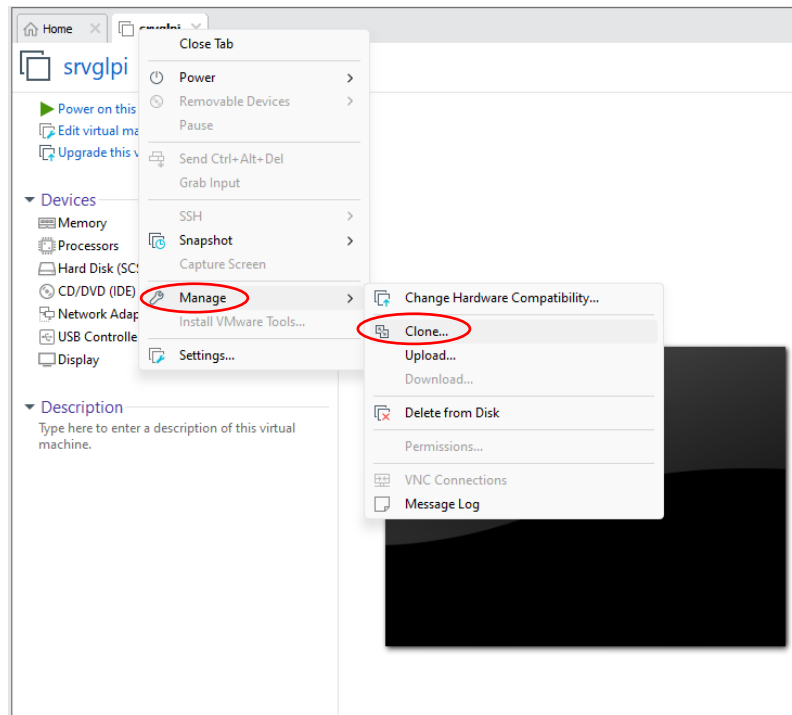 Home
srvglpi
srvglpi
Power on this
Edit virtual ma
Upgrade this v
Devices
Memory
Processors
Hard Disk (SCS
CD/DVD (IDE)
Network Adap
USB Controlle
Display
Description
Type here to enter a description of this virtual
machine.
Close Tab
Power
Removable Devices
Pause
Send Ctrl+Alt+Del
Grab Input
SSH
Snapshot
Capture Screen
Manage
Install VMware Tools...
Settings...
Change Hardware Compatibility...
Clone...
Upload...
Download...
Delete from Disk
Permissions...
VNC Connections
Message Log